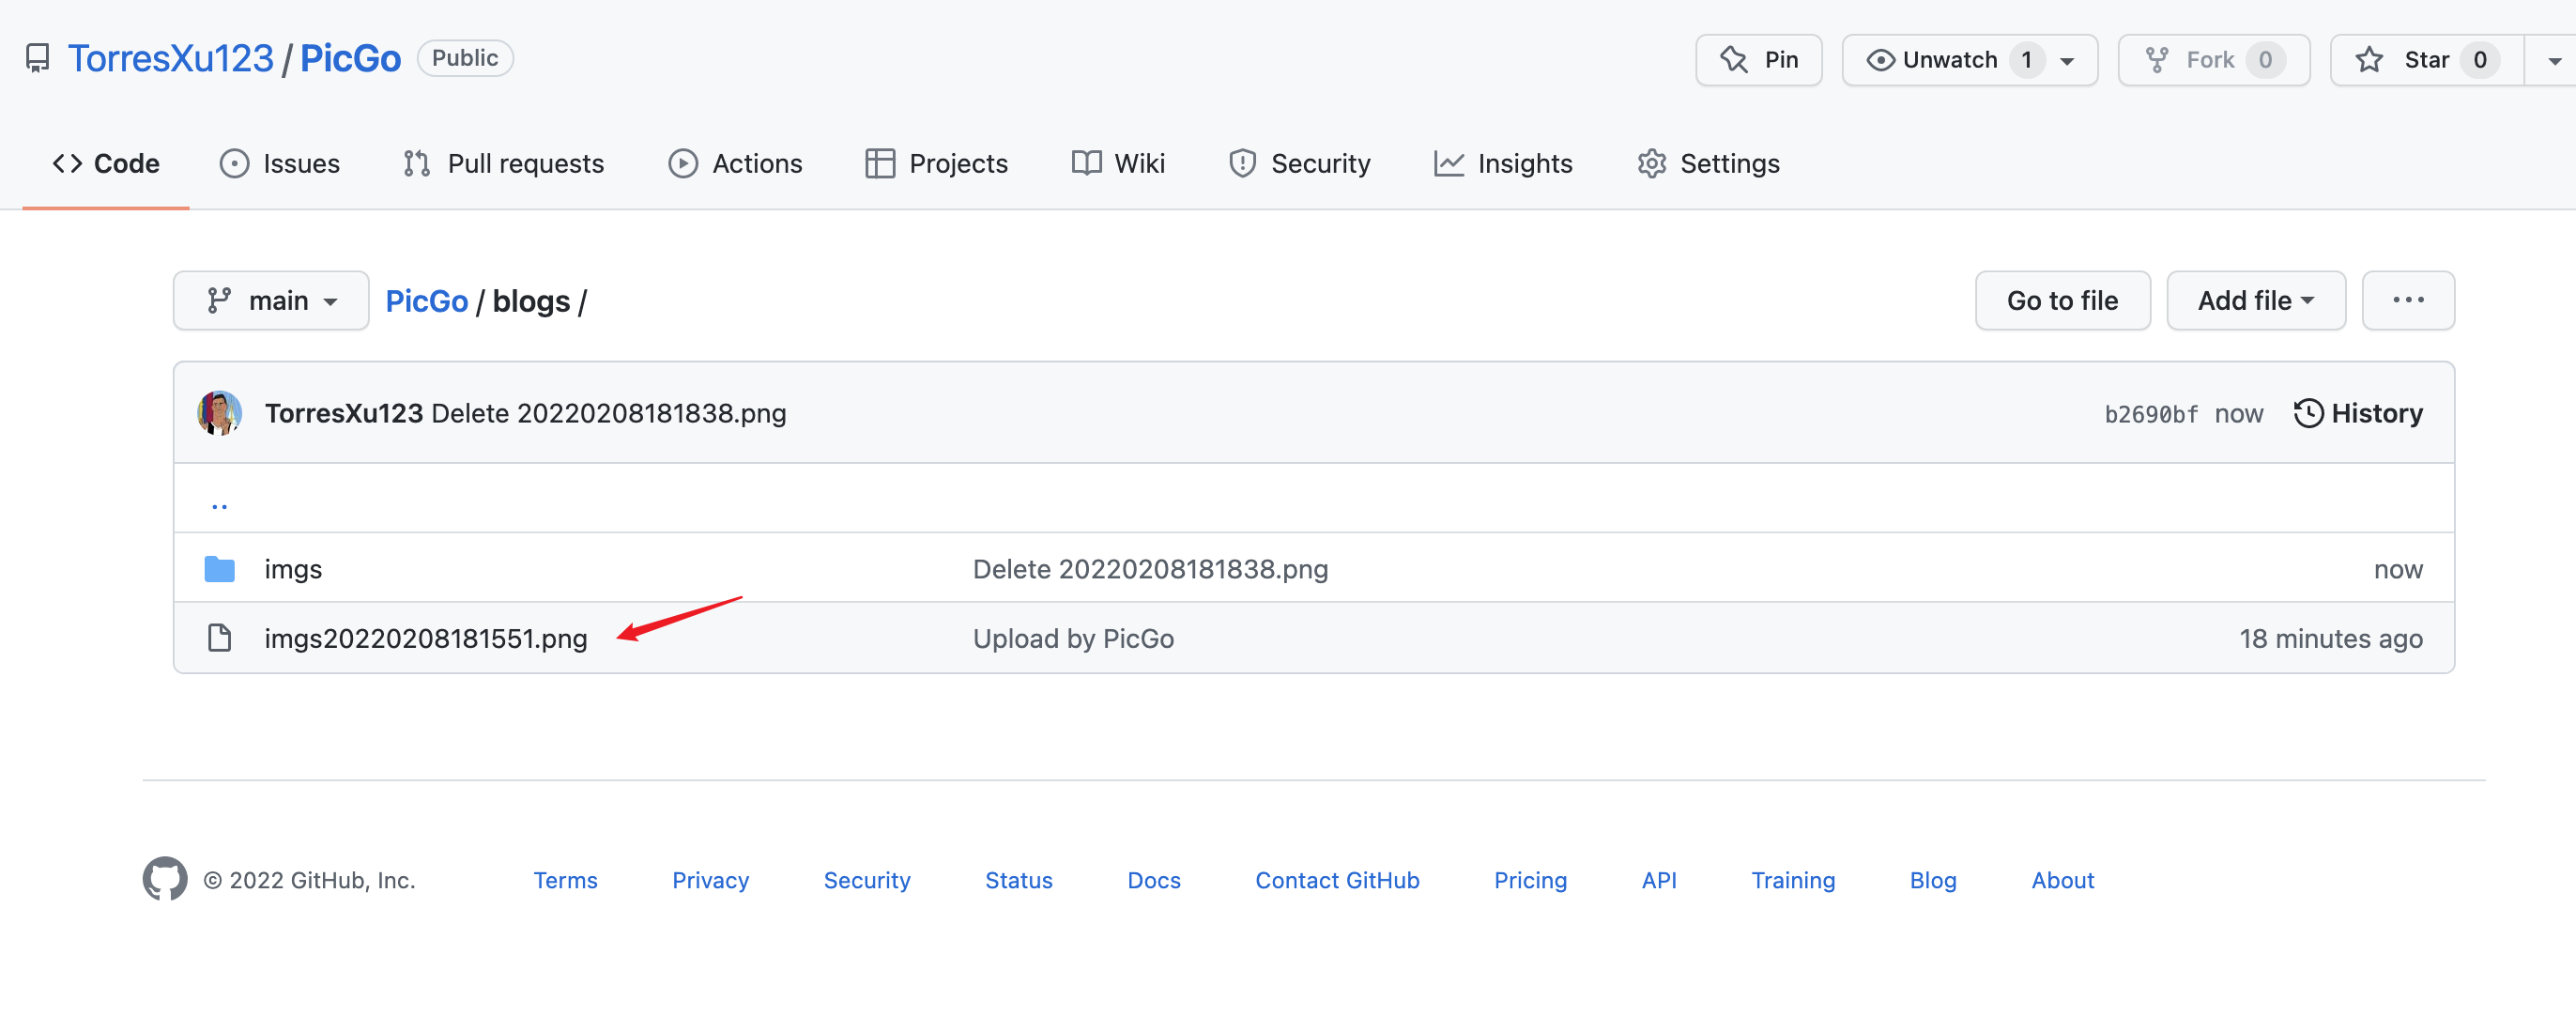 TorresXu123 / PicGo Public Pin Unwatch 1 Fork 0 Star 0
Code Issues Pull requests Actions Projects Wiki Security Insights Settings
main PicGo / blogs / Go to file Add file ...
TorresXu123 Delete 20220208181838.png b2690bf now History
..
imgs Delete 20220208181838.png now
imgs20220208181551.png Upload by PicGo 18 minutes ago
© 2022 GitHub, Inc. Terms Privacy Security Status Docs Contact GitHub Pricing API Training Blog About